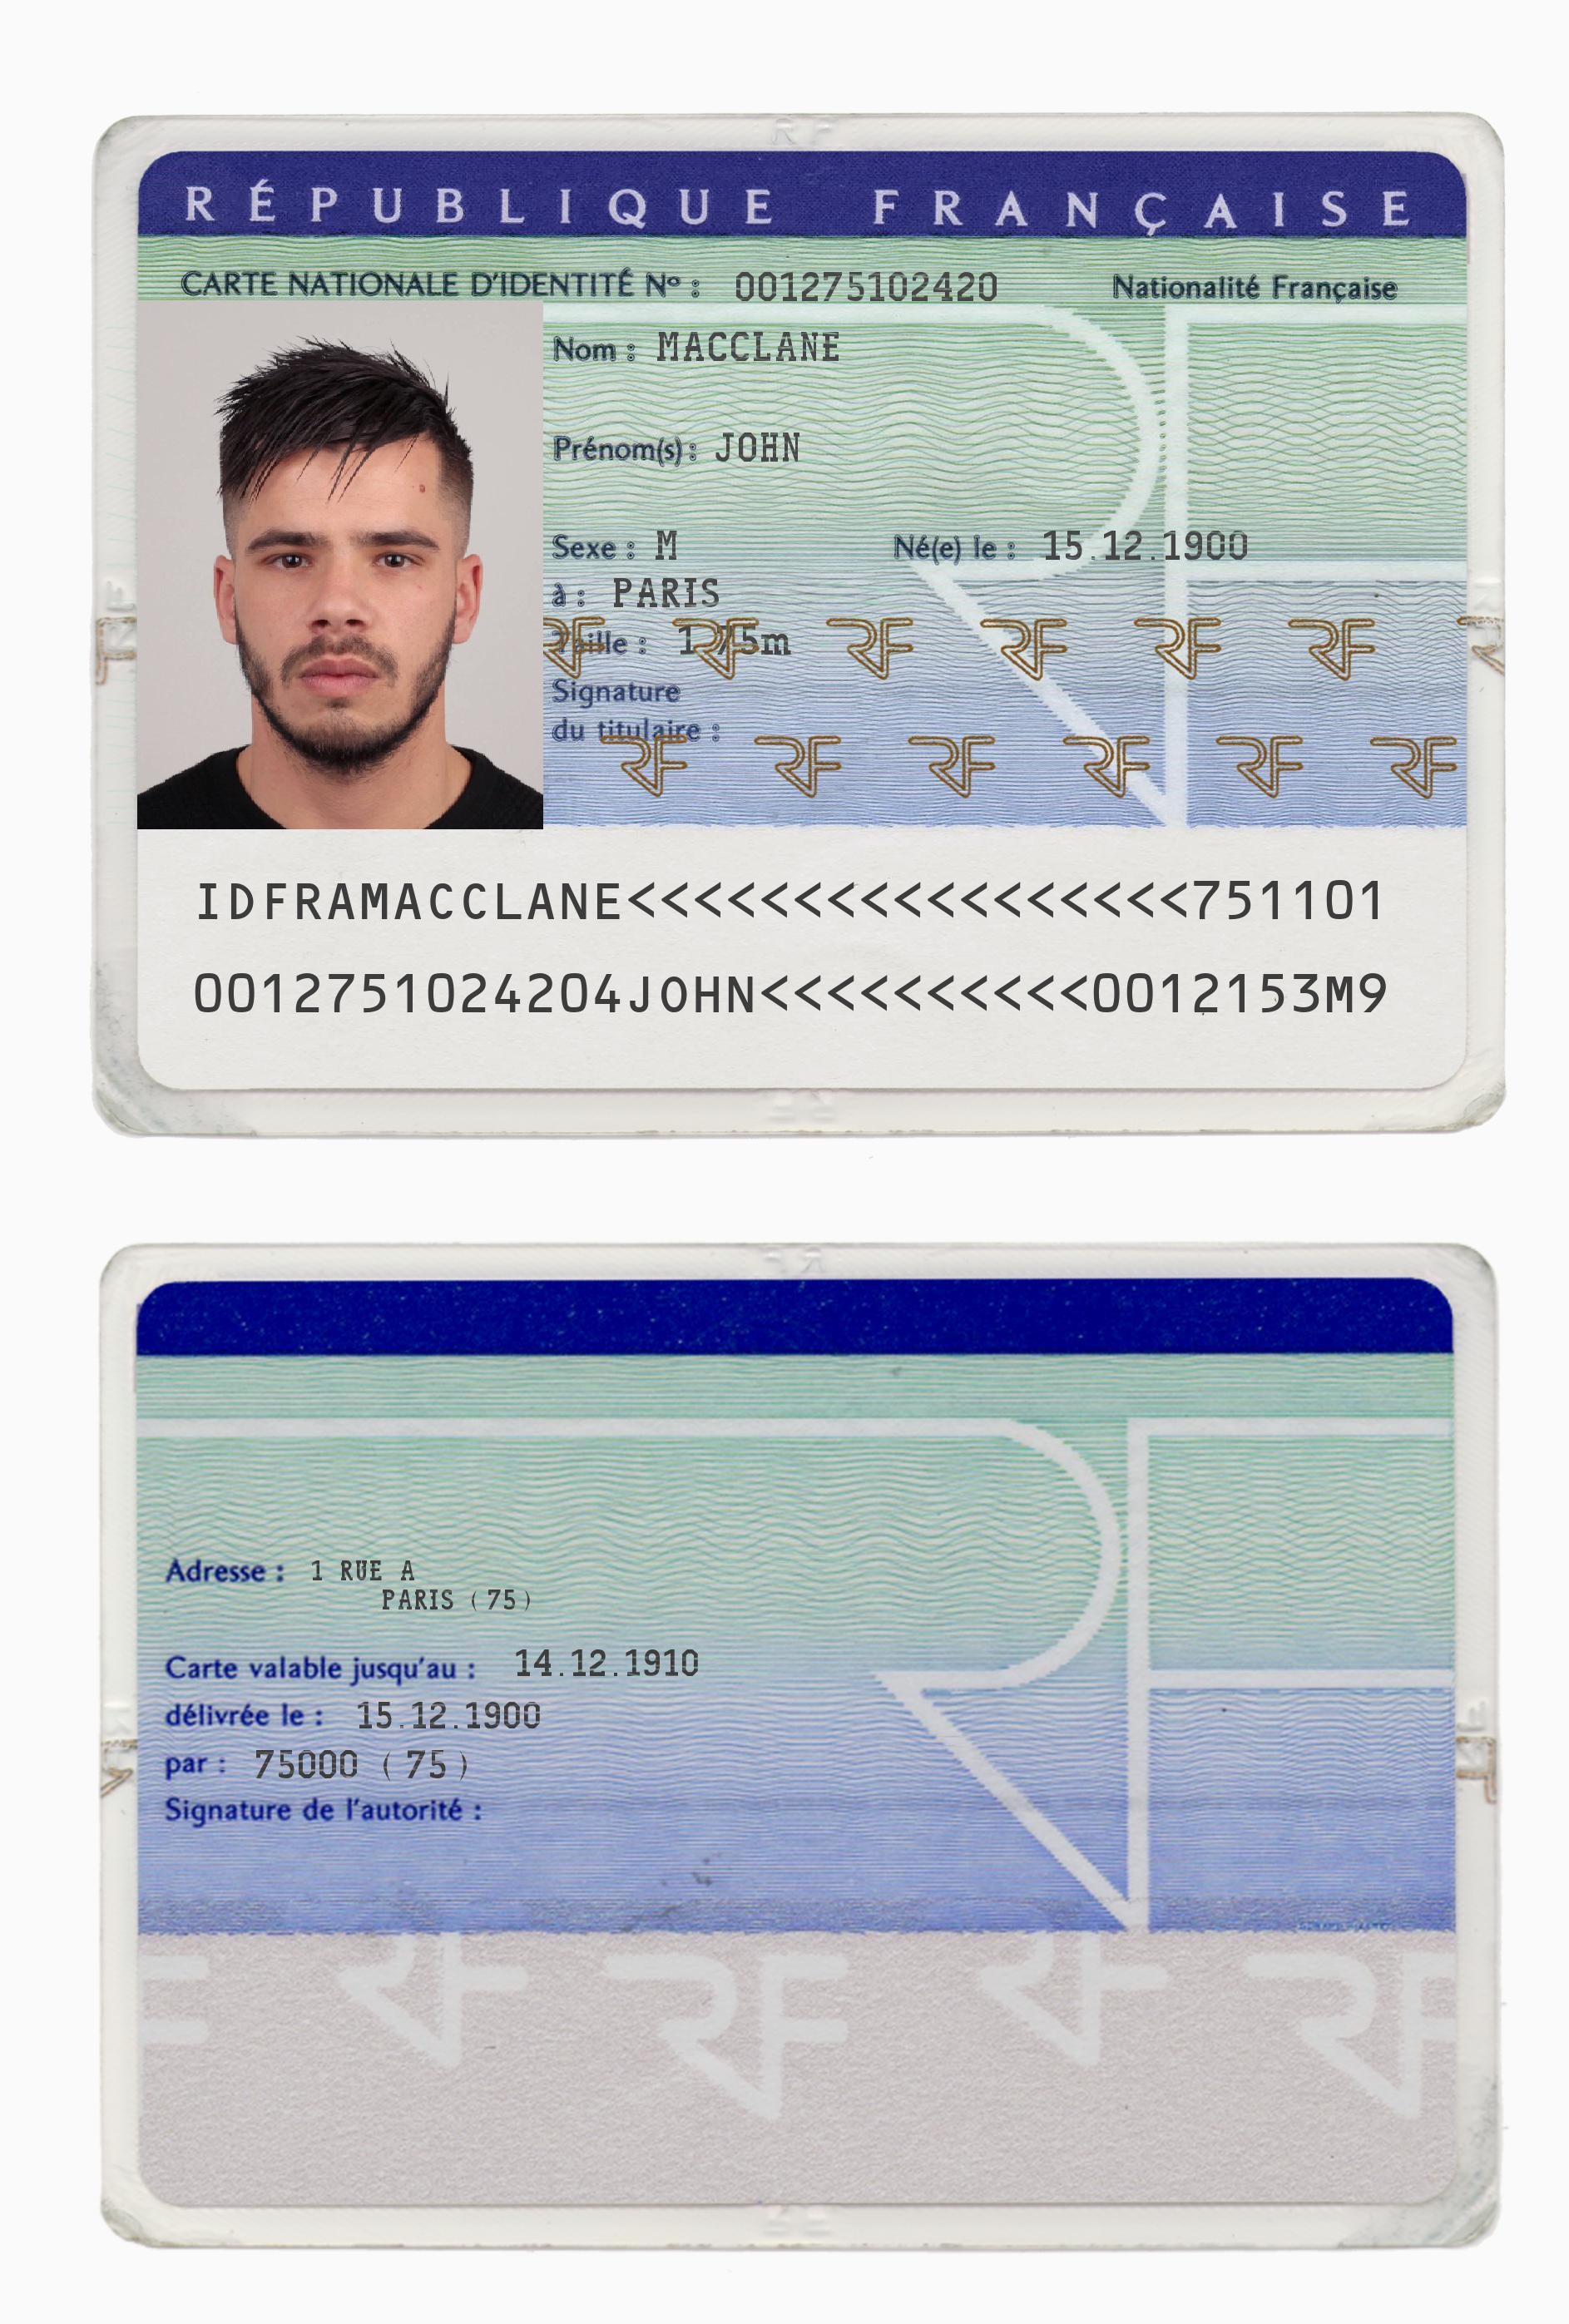 RÉPUBLIQUE FRANÇAISE
CARTE NATIONALE D'IDENTITÉ Nº : 001275102420 Nationalité Française
Nom : MACCLANE
Prénom(s) : JOHN
Sexe : M Né(e) le : 15.12.1900
à : PARIS
Taille : 1,75m
RF RF RF RF RF RF
Signature
du titulaire :
RF RF RF RF RF RF
IDFRAMACCLANE<<<<<<<<<<<<<<<<<751101
0012751024204JOHN<<<<<<<<<<0012153M9
RF
Adresse : 1 RUE A
PARIS (75)
Carte valable jusqu'au : 14.12.1910
délivrée le : 15.12.1900
par : 75000 (75)
Signature de l'autorité :
RF RF RF RF